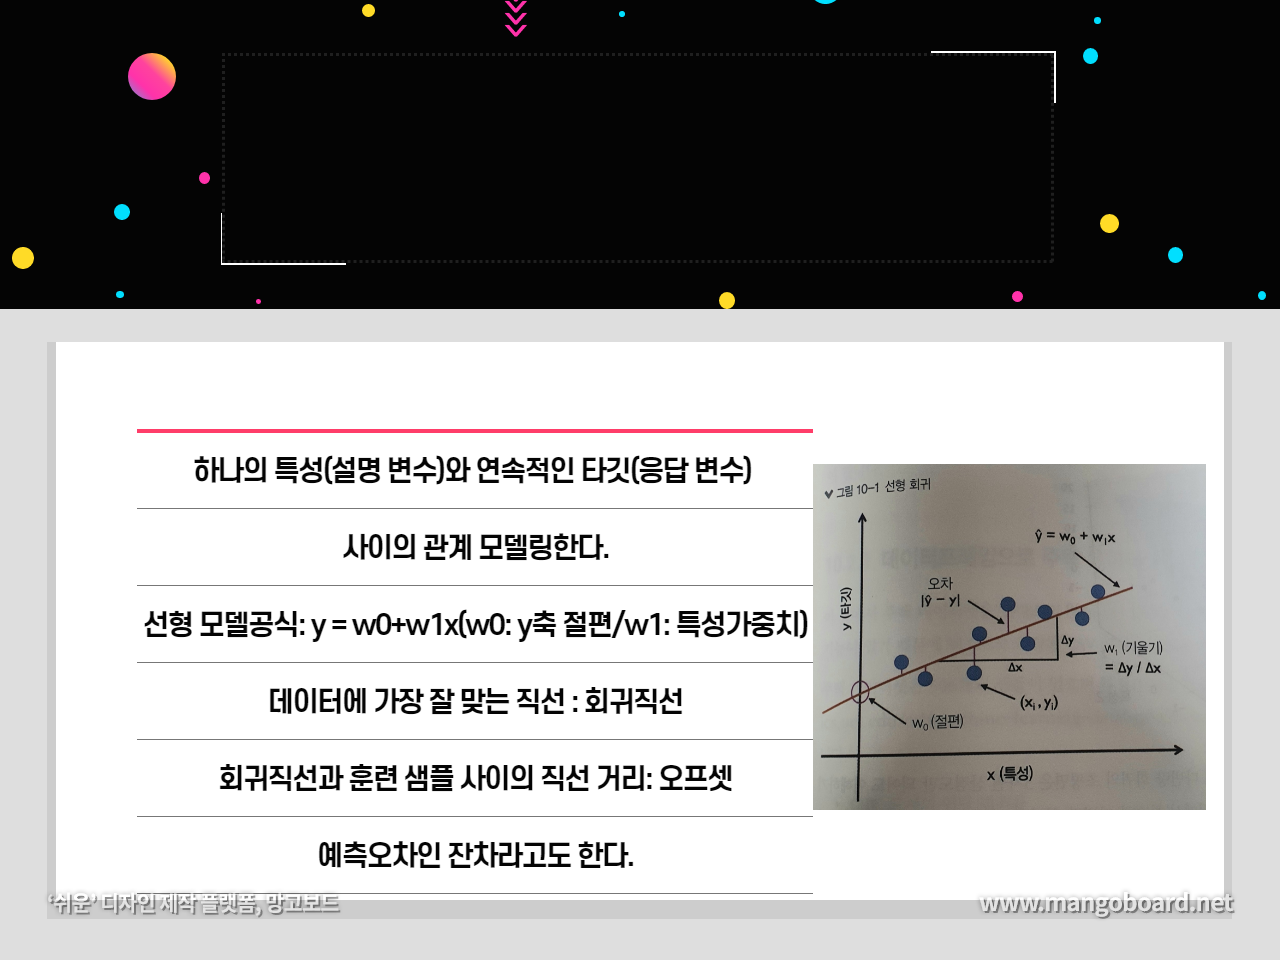 하나의 특성(설명 변수)와 연속적인 타깃(응답 변수)
사이의 관계 모델링한다.
선형 모델공식: y = w0+w1x(w0: y축 절편/w1: 특성가중치)
데이터에 가장 잘 맞는 직선 : 회귀직선
회귀직선과 훈련 샘플 사이의 직선 거리: 오프셋
예측오차인 잔차라고도 한다.
그림 10-1 선형 회귀
ŷ = w₀ + w₁x
오차
|ŷ − y|
y (타깃)
Δy
w₁ (기울기)
= Δy / Δx
Δx
(xᵢ, yᵢ)
w₀ (절편)
x (특성)
'쉬운' 디자인 제작 플랫폼, 망고보드
www.mangoboard.net